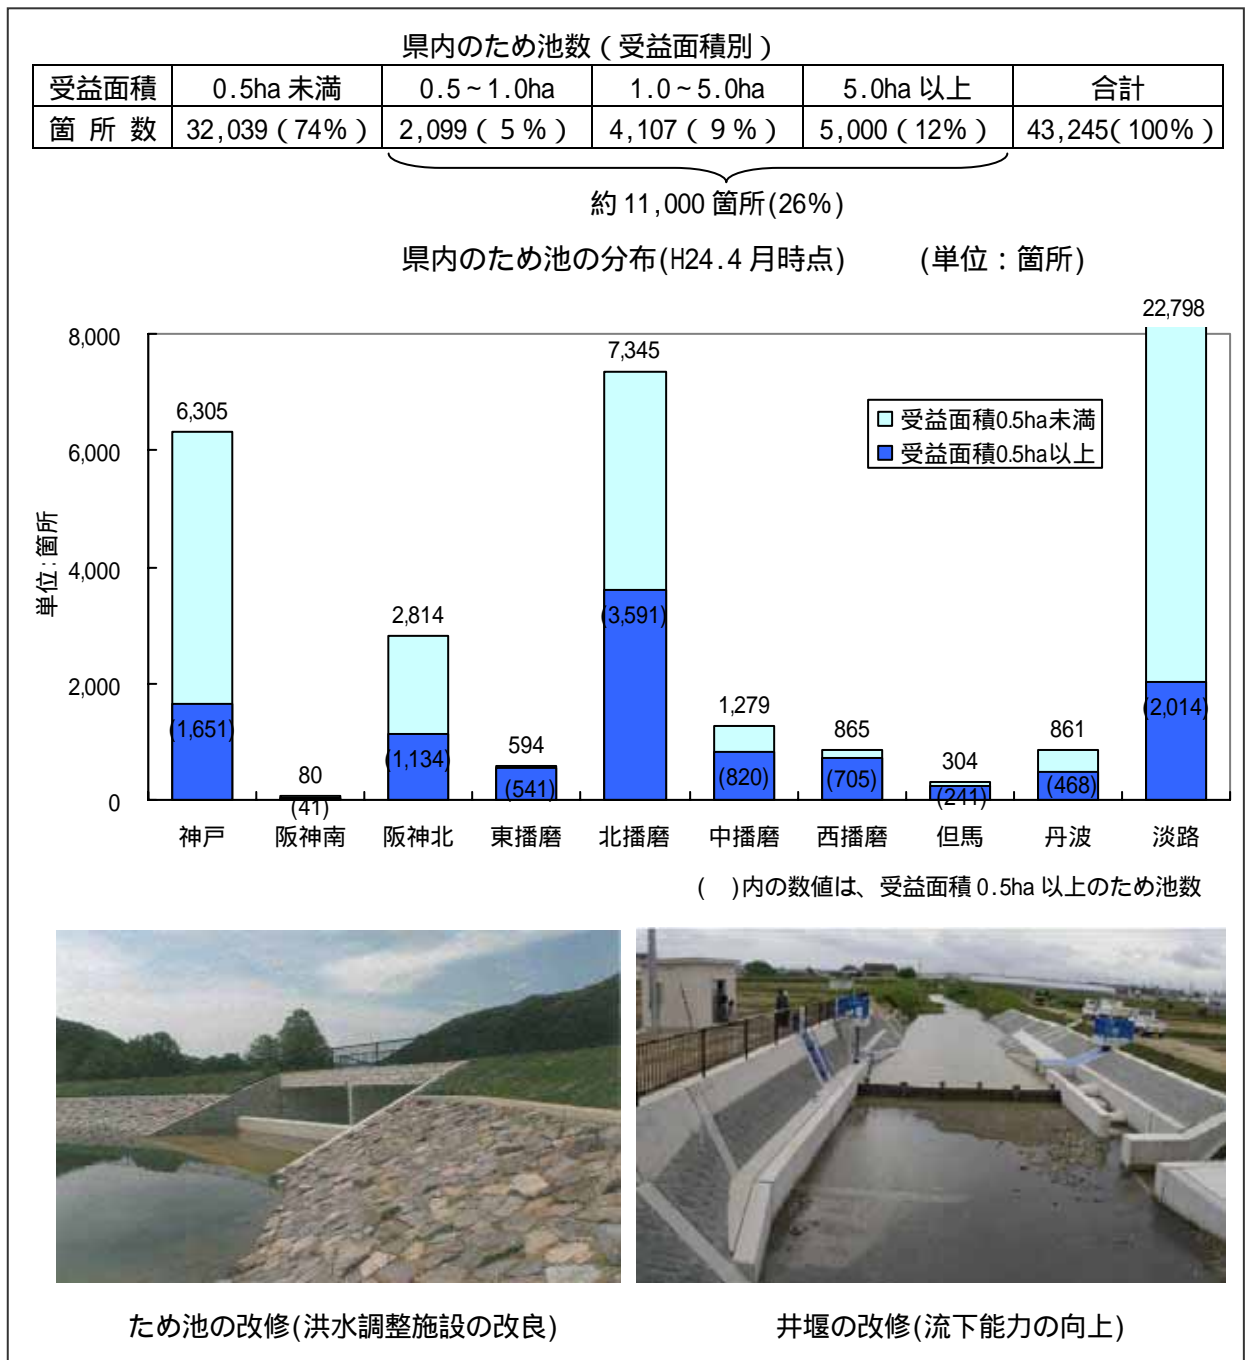 県内のため池数（受益面積別）
受益面積 0.5ha 未満 0.5～1.0ha 1.0～5.0ha 5.0ha 以上 合計
箇所数 32,039（74%） 2,099（5%） 4,107（9%） 5,000（12%） 43,245(100%)
約 11,000 箇所(26%)
県内のため池の分布(H24.4 月時点) (単位：箇所)
単位:箇所
8,000
6,000
4,000
2,000
0
6,305
80
2,814
594
7,345
1,279
865
304
861
22,798
(1,651)
(41)
(1,134)
(541)
(3,591)
(820)
(705)
(241)
(468)
(2,014)
受益面積0.5ha未満
受益面積0.5ha以上
神戸 阪神南 阪神北 東播磨 北播磨 中播磨 西播磨 但馬 丹波 淡路
(　)内の数値は、受益面積 0.5ha 以上のため池数
ため池の改修(洪水調整施設の改良)
井堰の改修(流下能力の向上)